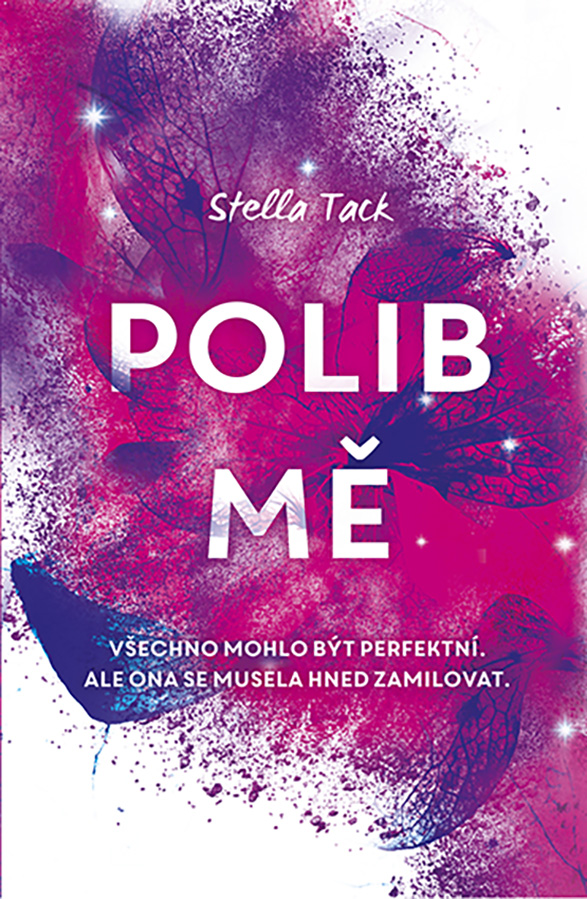 Stella Tack
POLIB
MĚ
VŠECHNO MOHLO BÝT PERFEKTNÍ.
ALE ONA SE MUSELA HNED ZAMILOVAT.